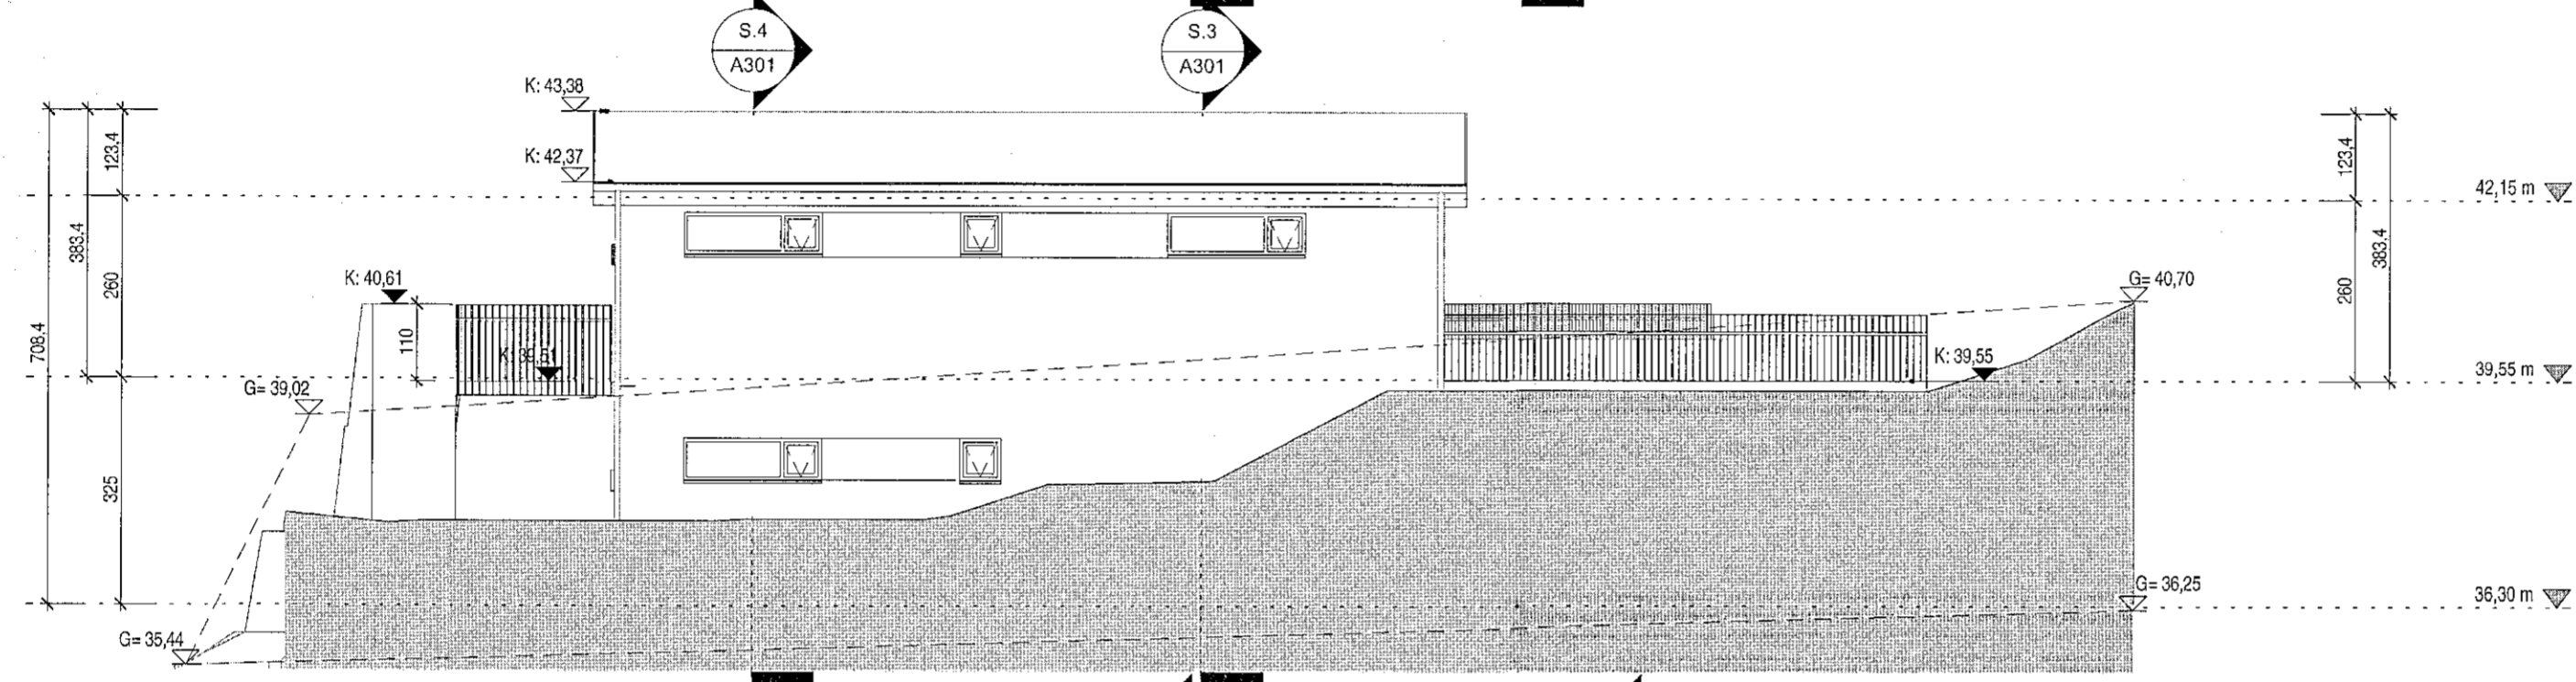 S.4
A301
S.3
A301
K: 43,38
K: 42,37
123,4
383,4
260
708,4
325
K: 40,61
110
G= 39,02
G= 35,44
123,4
260
383,4
42,15 m
G= 40,70
K: 39,55
39,55 m
G= 36,25
36,30 m